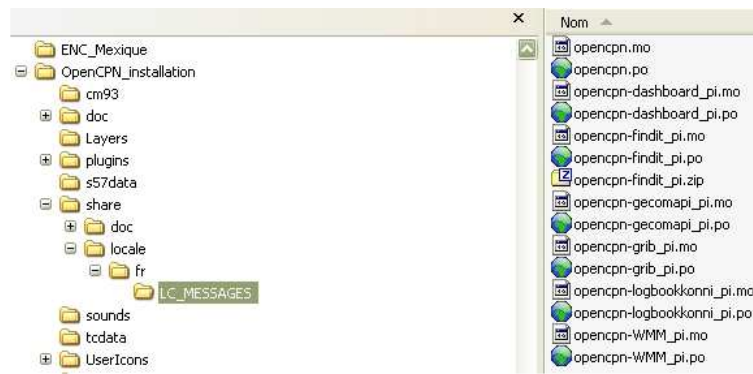 ENC_Mexique
OpenCPN_installation
cm93
doc
Layers
plugins
s57data
share
doc
locale
fr
LC_MESSAGES
sounds
tcdata
UserIcons
Nom
opencpn.mo
opencpn.po
opencpn-dashboard_pi.mo
opencpn-dashboard_pi.po
opencpn-findit_pi.mo
opencpn-findit_pi.po
opencpn-findit_pi.zip
opencpn-gecomapi_pi.mo
opencpn-gecomapi_pi.po
opencpn-grib_pi.mo
opencpn-grib_pi.po
opencpn-logbookkonni_pi.mo
opencpn-logbookkonni_pi.po
opencpn-WMM_pi.mo
opencpn-WMM_pi.po